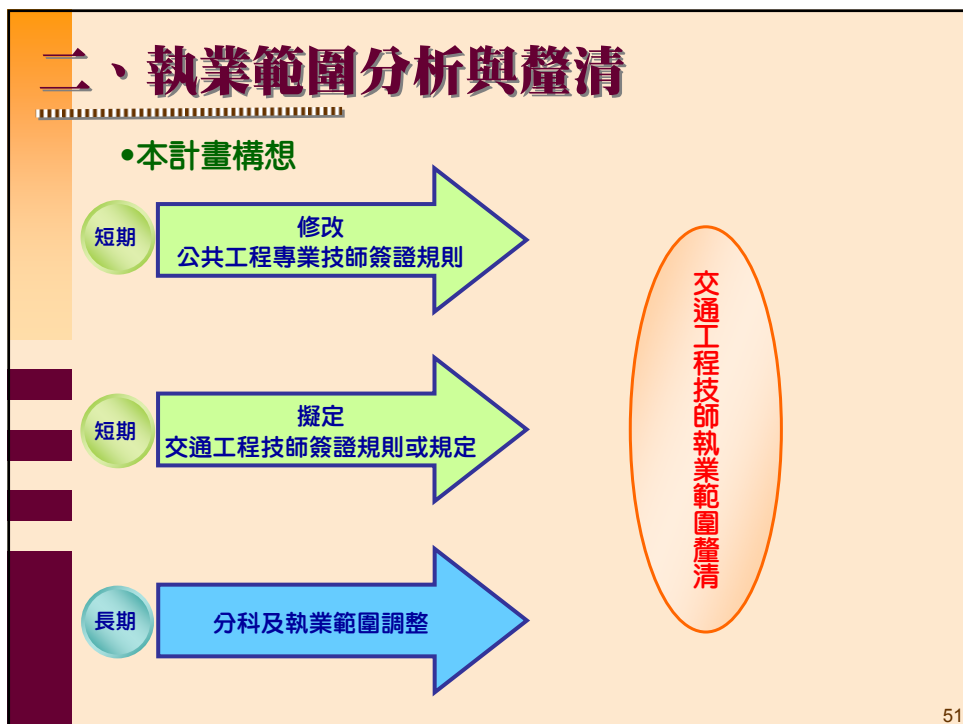 二、執業範圍分析與釐清
•本計畫構想
短期
修改
公共工程專業技師簽證規則
短期
擬定
交通工程技師簽證規則或規定
長期
分科及執業範圍調整
交通工程技師執業範圍釐清
51